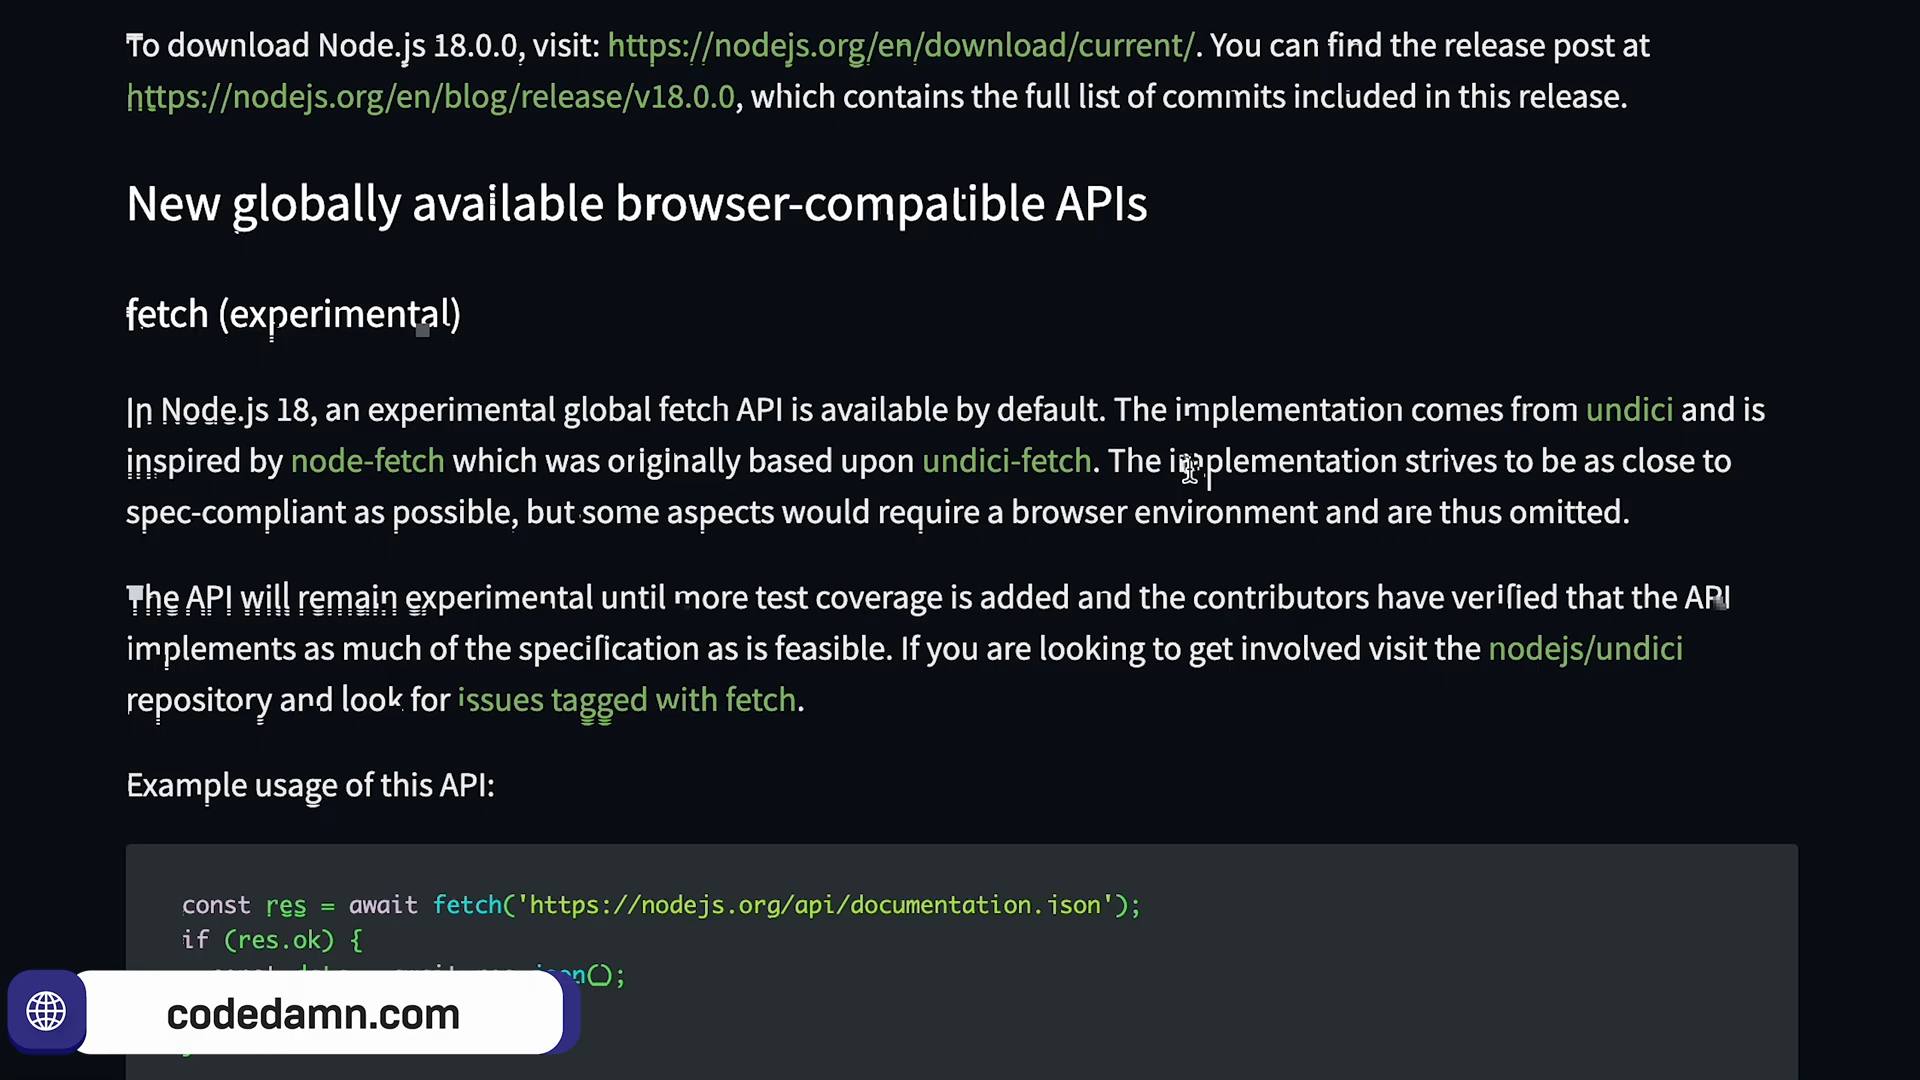 To download Node.js 18.0.0, visit: https://nodejs.org/en/download/current/. You can find the release post at
https://nodejs.org/en/blog/release/v18.0.0, which contains the full list of commits included in this release.
New globally available browser-compatible APIs
fetch (experimental)
In Node.js 18, an experimental global fetch API is available by default. The implementation comes from undici and is
inspired by node-fetch which was originally based upon undici-fetch. The implementation strives to be as close to
spec-compliant as possible, but some aspects would require a browser environment and are thus omitted.
The API will remain experimental until more test coverage is added and the contributors have verified that the API
implements as much of the specification as is feasible. If you are looking to get involved visit the nodejs/undici
repository and look for issues tagged with fetch.
Example usage of this API:
const res = await fetch('https://nodejs.org/api/documentation.json');
if (res.ok) {
const data = await res.json();
codedamn.com